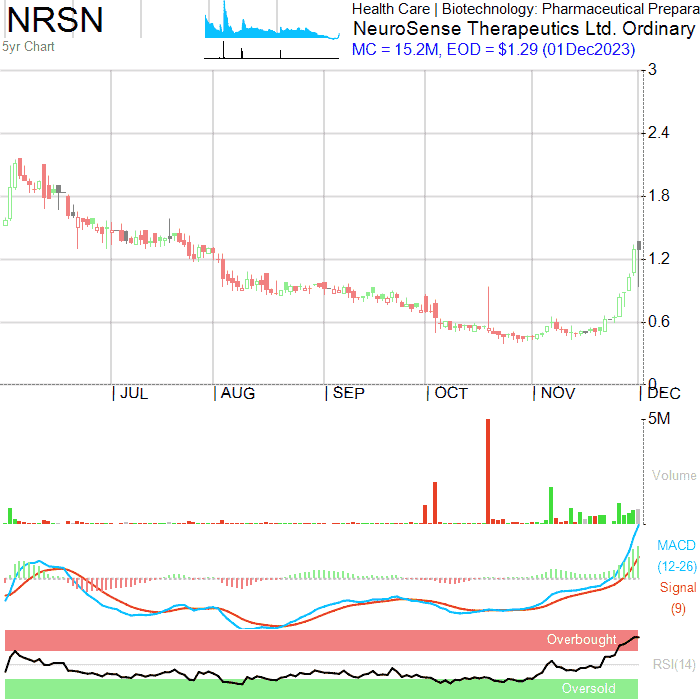 NRSN
5yr Chart
Health Care | Biotechnology: Pharmaceutical Prepara
NeuroSense Therapeutics Ltd. Ordinary
MC = 15.2M, EOD = $1.29 (01Dec2023)
3
2.4
1.8
1.2
0.6
0
JUL
AUG
SEP
OCT
NOV
DEC
5M
Volume
MACD
(12-26)
Signal
(9)
Overbought
RSI(14)
Oversold